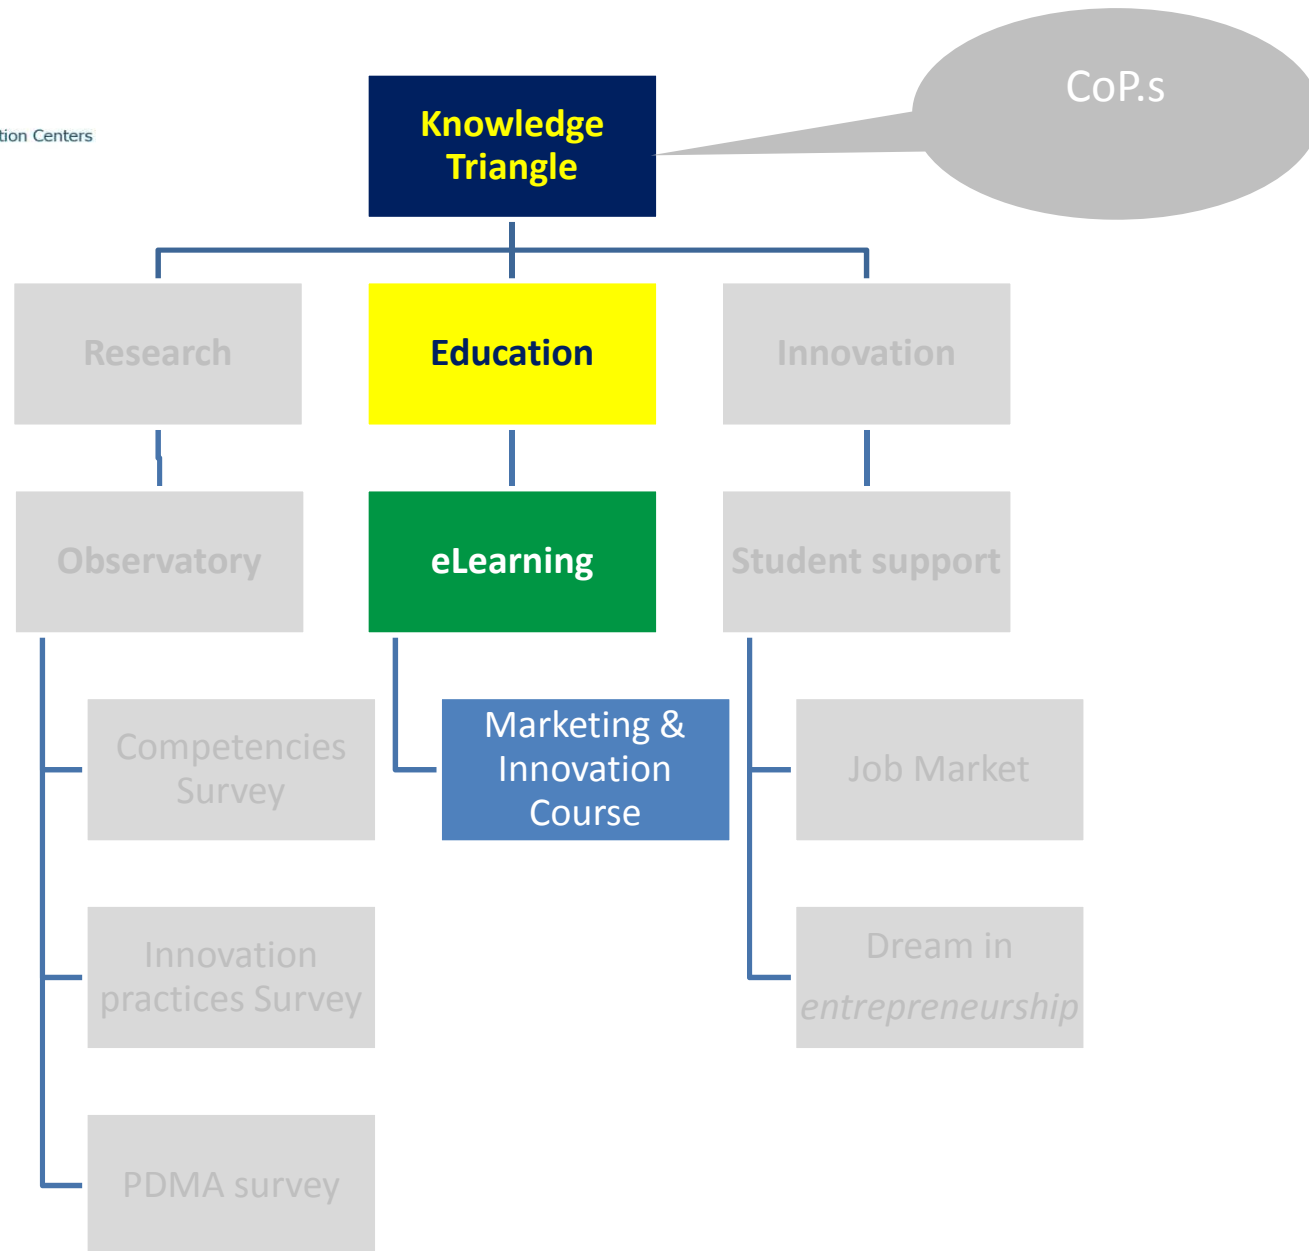 CoP.s
Knowledge
Triangle
tion Centers
Research
Education
Innovation
Observatory
eLearning
Student support
Competencies
Survey
Marketing &
Innovation
Course
Job Market
Innovation
practices Survey
Dream in
entrepreneurship
PDMA survey